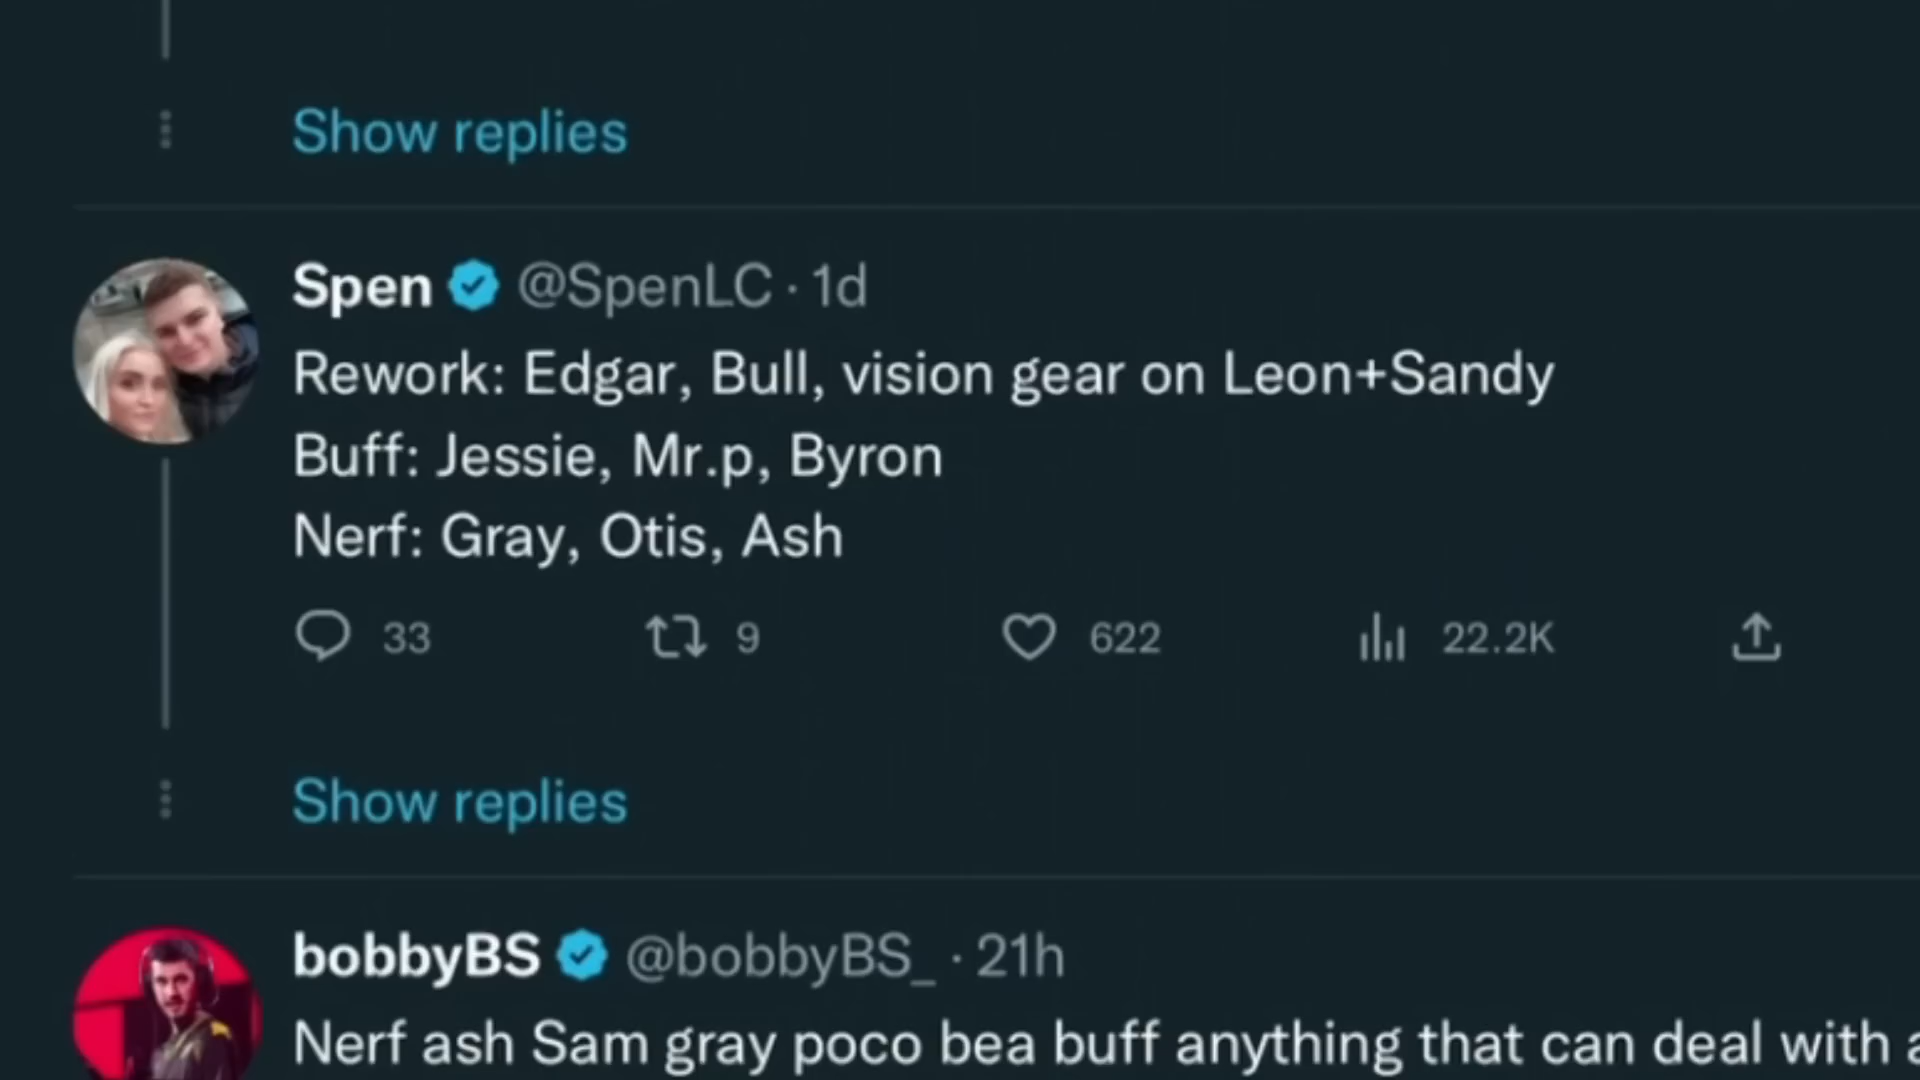 Show replies
Spen @SpenLC · 1d
Rework: Edgar, Bull, vision gear on Leon+Sandy
Buff: Jessie, Mr.p, Byron
Nerf: Gray, Otis, Ash
33 9 622 22.2K
Show replies
bobbyBS @bobbyBS_ · 21h
Nerf ash Sam gray poco bea buff anything that can deal with